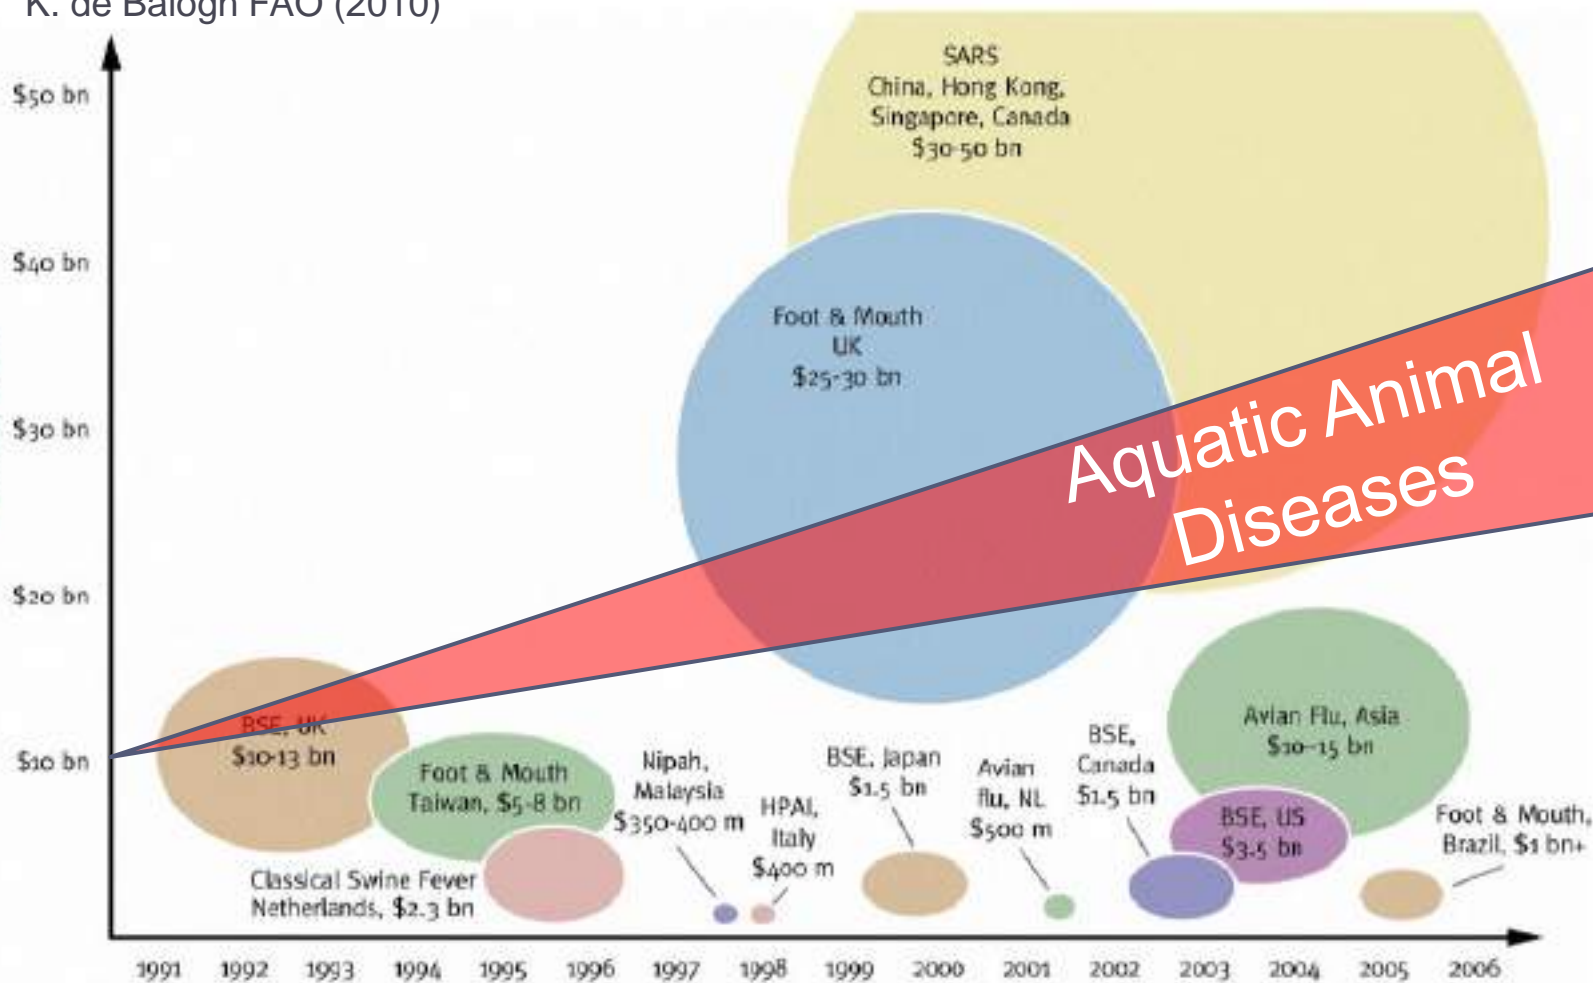 K. de Balogh FAO (2010)
$50 bn
$40 bn
$30 bn
$20 bn
$10 bn
SARS
China, Hong Kong,
Singapore, Canada
$30-50 bn
Foot & Mouth
UK
$25-30 bn
Aquatic Animal
Diseases
BSE, UK
$10-13 bn
Foot & Mouth
Taiwan, $5-8 bn
Classical Swine Fever
Netherlands, $2.3 bn
Nipah,
Malaysia
$350-400 m
HPAI,
Italy
$400 m
BSE, Japan
$1.5 bn
Avian
flu, NL
$500 m
BSE,
Canada
$1.5 bn
Avian Flu, Asia
$10-15 bn
BSE, US
$3.5 bn
Foot & Mouth,
Brazil, $1 bn+
1991 1992 1993 1994 1995 1996 1997 1998 1999 2000 2001 2002 2003 2004 2005 2006